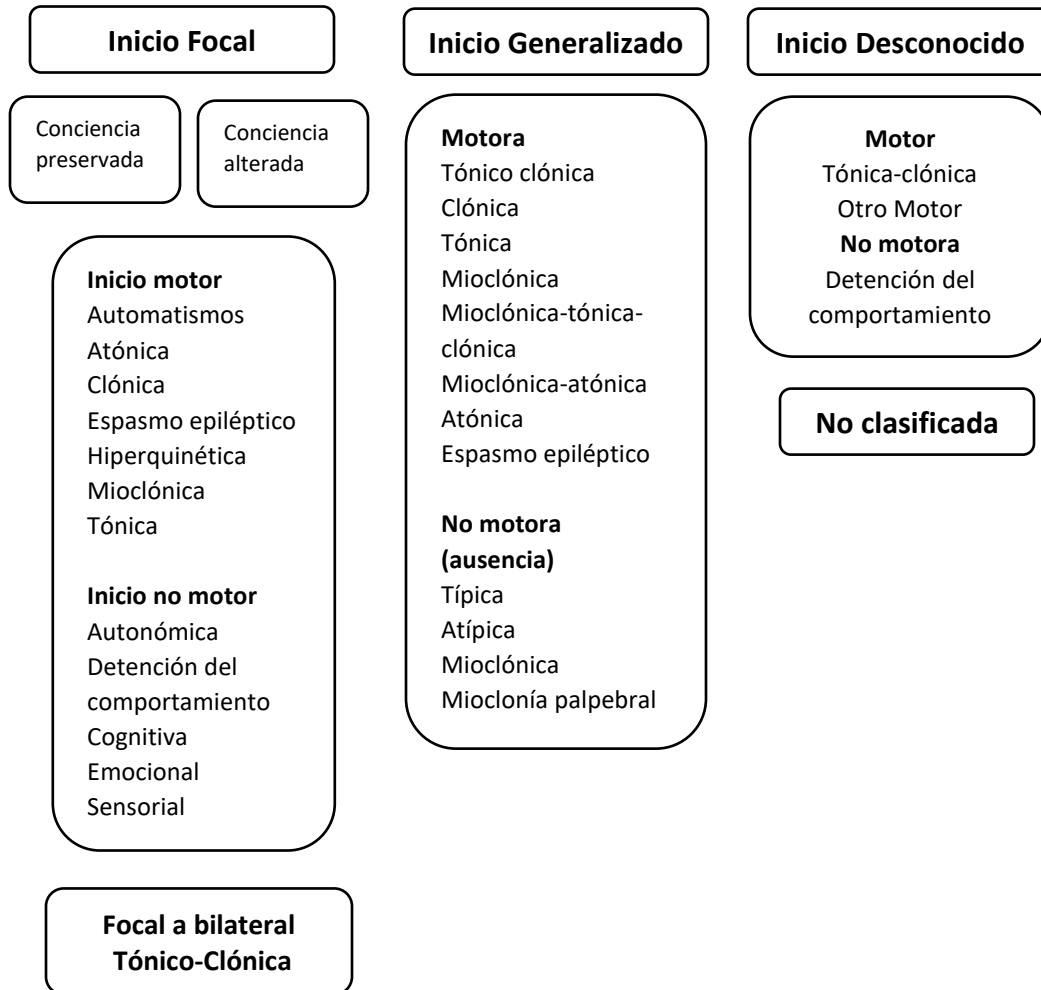 Inicio Focal
Conciencia
preservada
Conciencia
alterada
Inicio motor
Automatismos
Atónica
Clónica
Espasmo epiléptico
Hiperquinética
Mioclónica
Tónica
Inicio no motor
Autonómica
Detención del
comportamiento
Cognitiva
Emocional
Sensorial
Focal a bilateral
Tónico-Clónica
Inicio Generalizado
Motora
Tónico clónica
Clónica
Tónica
Mioclónica
Mioclónica-tónica-
clónica
Mioclónica-atónica
Atónica
Espasmo epiléptico
No motora
(ausencia)
Típica
Atípica
Mioclónica
Mioclonía palpebral
Inicio Desconocido
Motor
Tónica-clónica
Otro Motor
No motora
Detención del
comportamiento
No clasificada